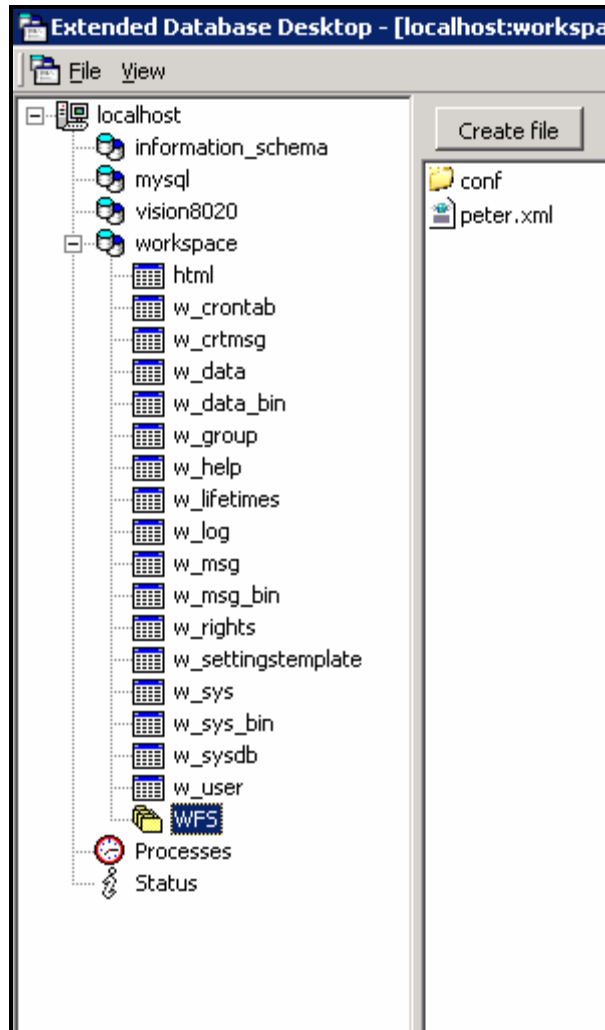 Extended Database Desktop - [localhost:workspa
File View
localhost
information_schema
mysql
vision8020
workspace
html
w_crontab
w_crtmsg
w_data
w_data_bin
w_group
w_help
w_lifetimes
w_log
w_msg
w_msg_bin
w_rights
w_settingstemplate
w_sys
w_sys_bin
w_sysdb
w_user
WFS
Processes
Status
Create file
conf
peter.xml